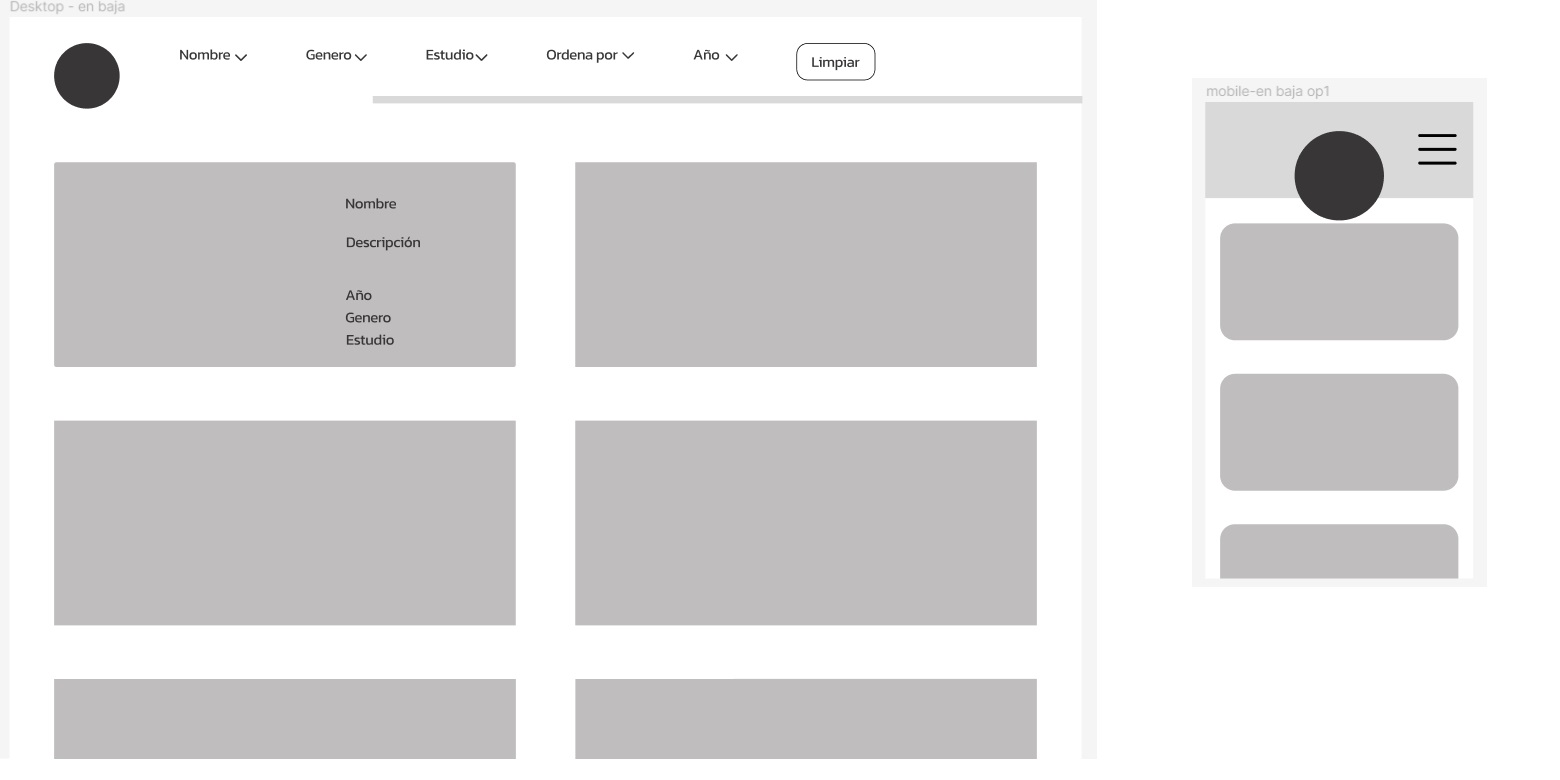 Desktop - en baja
Nombre
Genero
Estudio
Ordena por
Año
Limpiar
Nombre
Descripción
Año
Genero
Estudio
mobile-en baja op1